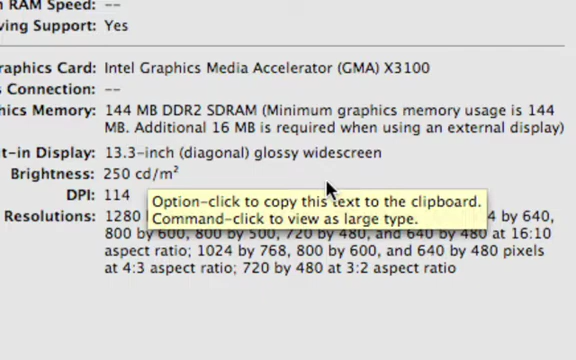 RAM Speed: --
ving Support: Yes
raphics Card: Intel Graphics Media Accelerator (GMA) X3100
s Connection: --
hics Memory: 144 MB DDR2 SDRAM (Minimum graphics memory usage is 144
MB. Additional 16 MB is required when using an external display)
t-in Display: 13.3-inch (diagonal) glossy widescreen
Brightness: 250 cd/m²
DPI: 114
Option-click to copy this text to the clipboard.
Command-click to view as large type.
Resolutions: 1280 4 by 640,
800 by 600, 800 by 500, 720 by 480, and 640 by 480 at 16:10
aspect ratio; 1024 by 768, 800 by 600, and 640 by 480 pixels
at 4:3 aspect ratio; 720 by 480 at 3:2 aspect ratio